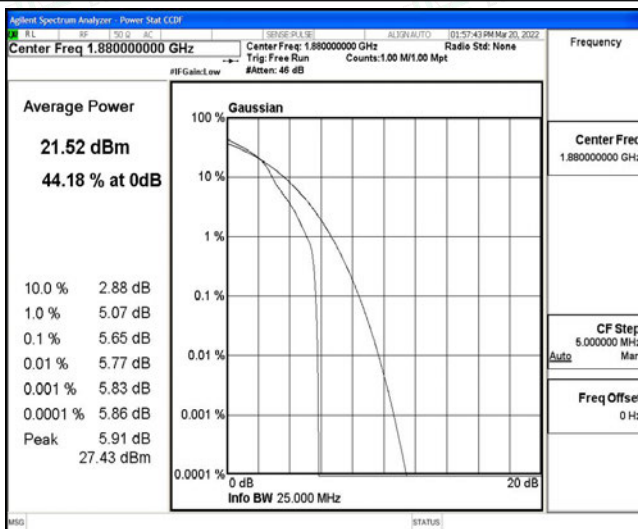 Agilent Spectrum Analyzer - Power Stat CCDF
RL RF 50 Ω AC SENSE:PULSE ALIGN AUTO 01:57:43 PM Mar 20, 2022
Center Freq 1.880000000 GHz
Center Freq: 1.880000000 GHz Radio Std: None
Trig: Free Run Counts:1.00 M/1.00 Mpt
#IFGain:Low #Atten: 46 dB
Frequency
Average Power
21.52 dBm
44.18 % at 0dB
10.0 % 2.88 dB
1.0 % 5.07 dB
0.1 % 5.65 dB
0.01 % 5.77 dB
0.001 % 5.83 dB
0.0001 % 5.86 dB
Peak 5.91 dB
27.43 dBm
Gaussian
100 %
10 %
1 %
0.1 %
0.01 %
0.001 %
0.0001 %
0 dB 20 dB
Info BW 25.000 MHz
Center Freq
1.880000000 GHz
CF Step
5.000000 MHz
Auto Man
Freq Offset
0 Hz
MSG STATUS